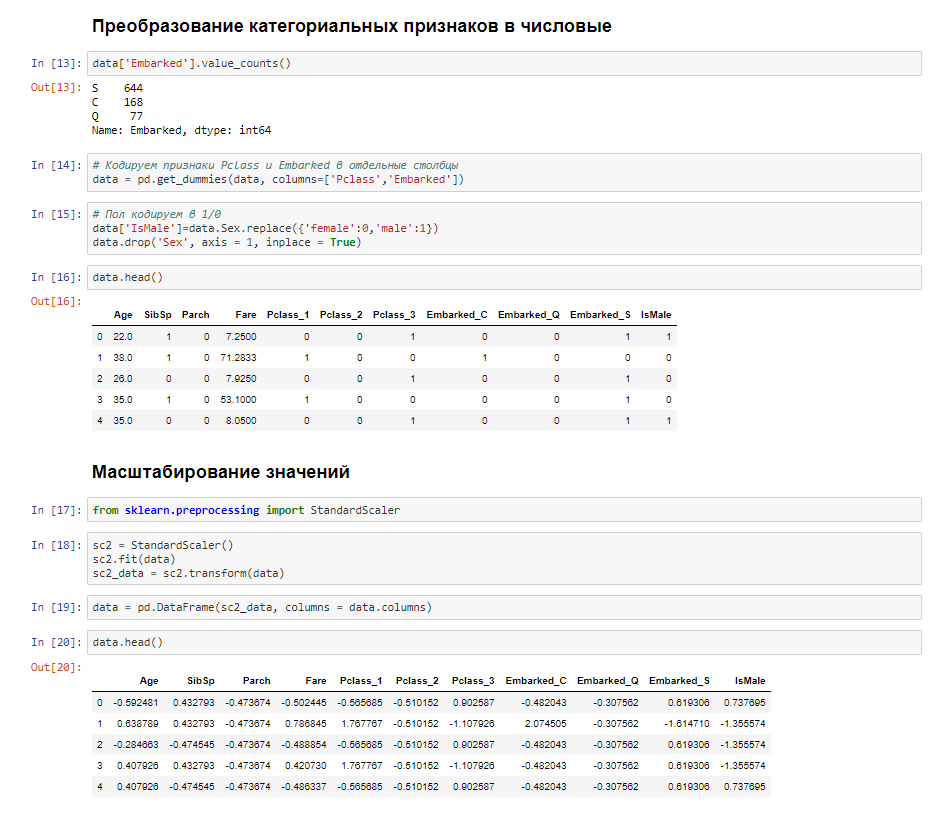 Преобразование категориальных признаков в числовые
In [13]: data['Embarked'].value_counts()
Out[13]: S 644
C 168
Q 77
Name: Embarked, dtype: int64
In [14]: # Кодируем признаки Pclass и Embarked в отдельные столбцы
data = pd.get_dummies(data, columns=['Pclass','Embarked'])
In [15]: # Пол кодируем в 1/0
data['IsMale']=data.Sex.replace({'female':0,'male':1})
data.drop('Sex', axis = 1, inplace = True)
In [16]: data.head()
Out[16]:
Age SibSp Parch Fare Pclass_1 Pclass_2 Pclass_3 Embarked_C Embarked_Q Embarked_S IsMale
0 22.0 1 0 7.2500 0 0 1 0 0 1 1
1 38.0 1 0 71.2833 1 0 0 1 0 0 0
2 26.0 0 0 7.9250 0 0 1 0 0 1 0
3 35.0 1 0 53.1000 1 0 0 0 0 1 0
4 35.0 0 0 8.0500 0 0 1 0 0 1 1
Масштабирование значений
In [17]: from sklearn.preprocessing import StandardScaler
In [18]: sc2 = StandardScaler()
sc2.fit(data)
sc2_data = sc2.transform(data)
In [19]: data = pd.DataFrame(sc2_data, columns = data.columns)
In [20]: data.head()
Out[20]:
Age SibSp Parch Fare Pclass_1 Pclass_2 Pclass_3 Embarked_C Embarked_Q Embarked_S IsMale
0 -0.592481 0.432793 -0.473674 -0.502445 -0.565685 -0.510152 0.902587 -0.482043 -0.307562 0.619306 0.737695
1 0.638789 0.432793 -0.473674 0.786845 1.767767 -0.510152 -1.107926 2.074505 -0.307562 -1.614710 -1.355574
2 -0.284663 -0.474545 -0.473674 -0.488854 -0.565685 -0.510152 0.902587 -0.482043 -0.307562 0.619306 -1.355574
3 0.407926 0.432793 -0.473674 0.420730 1.767767 -0.510152 -1.107926 -0.482043 -0.307562 0.619306 -1.355574
4 0.407926 -0.474545 -0.473674 -0.486337 -0.565685 -0.510152 0.902587 -0.482043 -0.307562 0.619306 0.737695